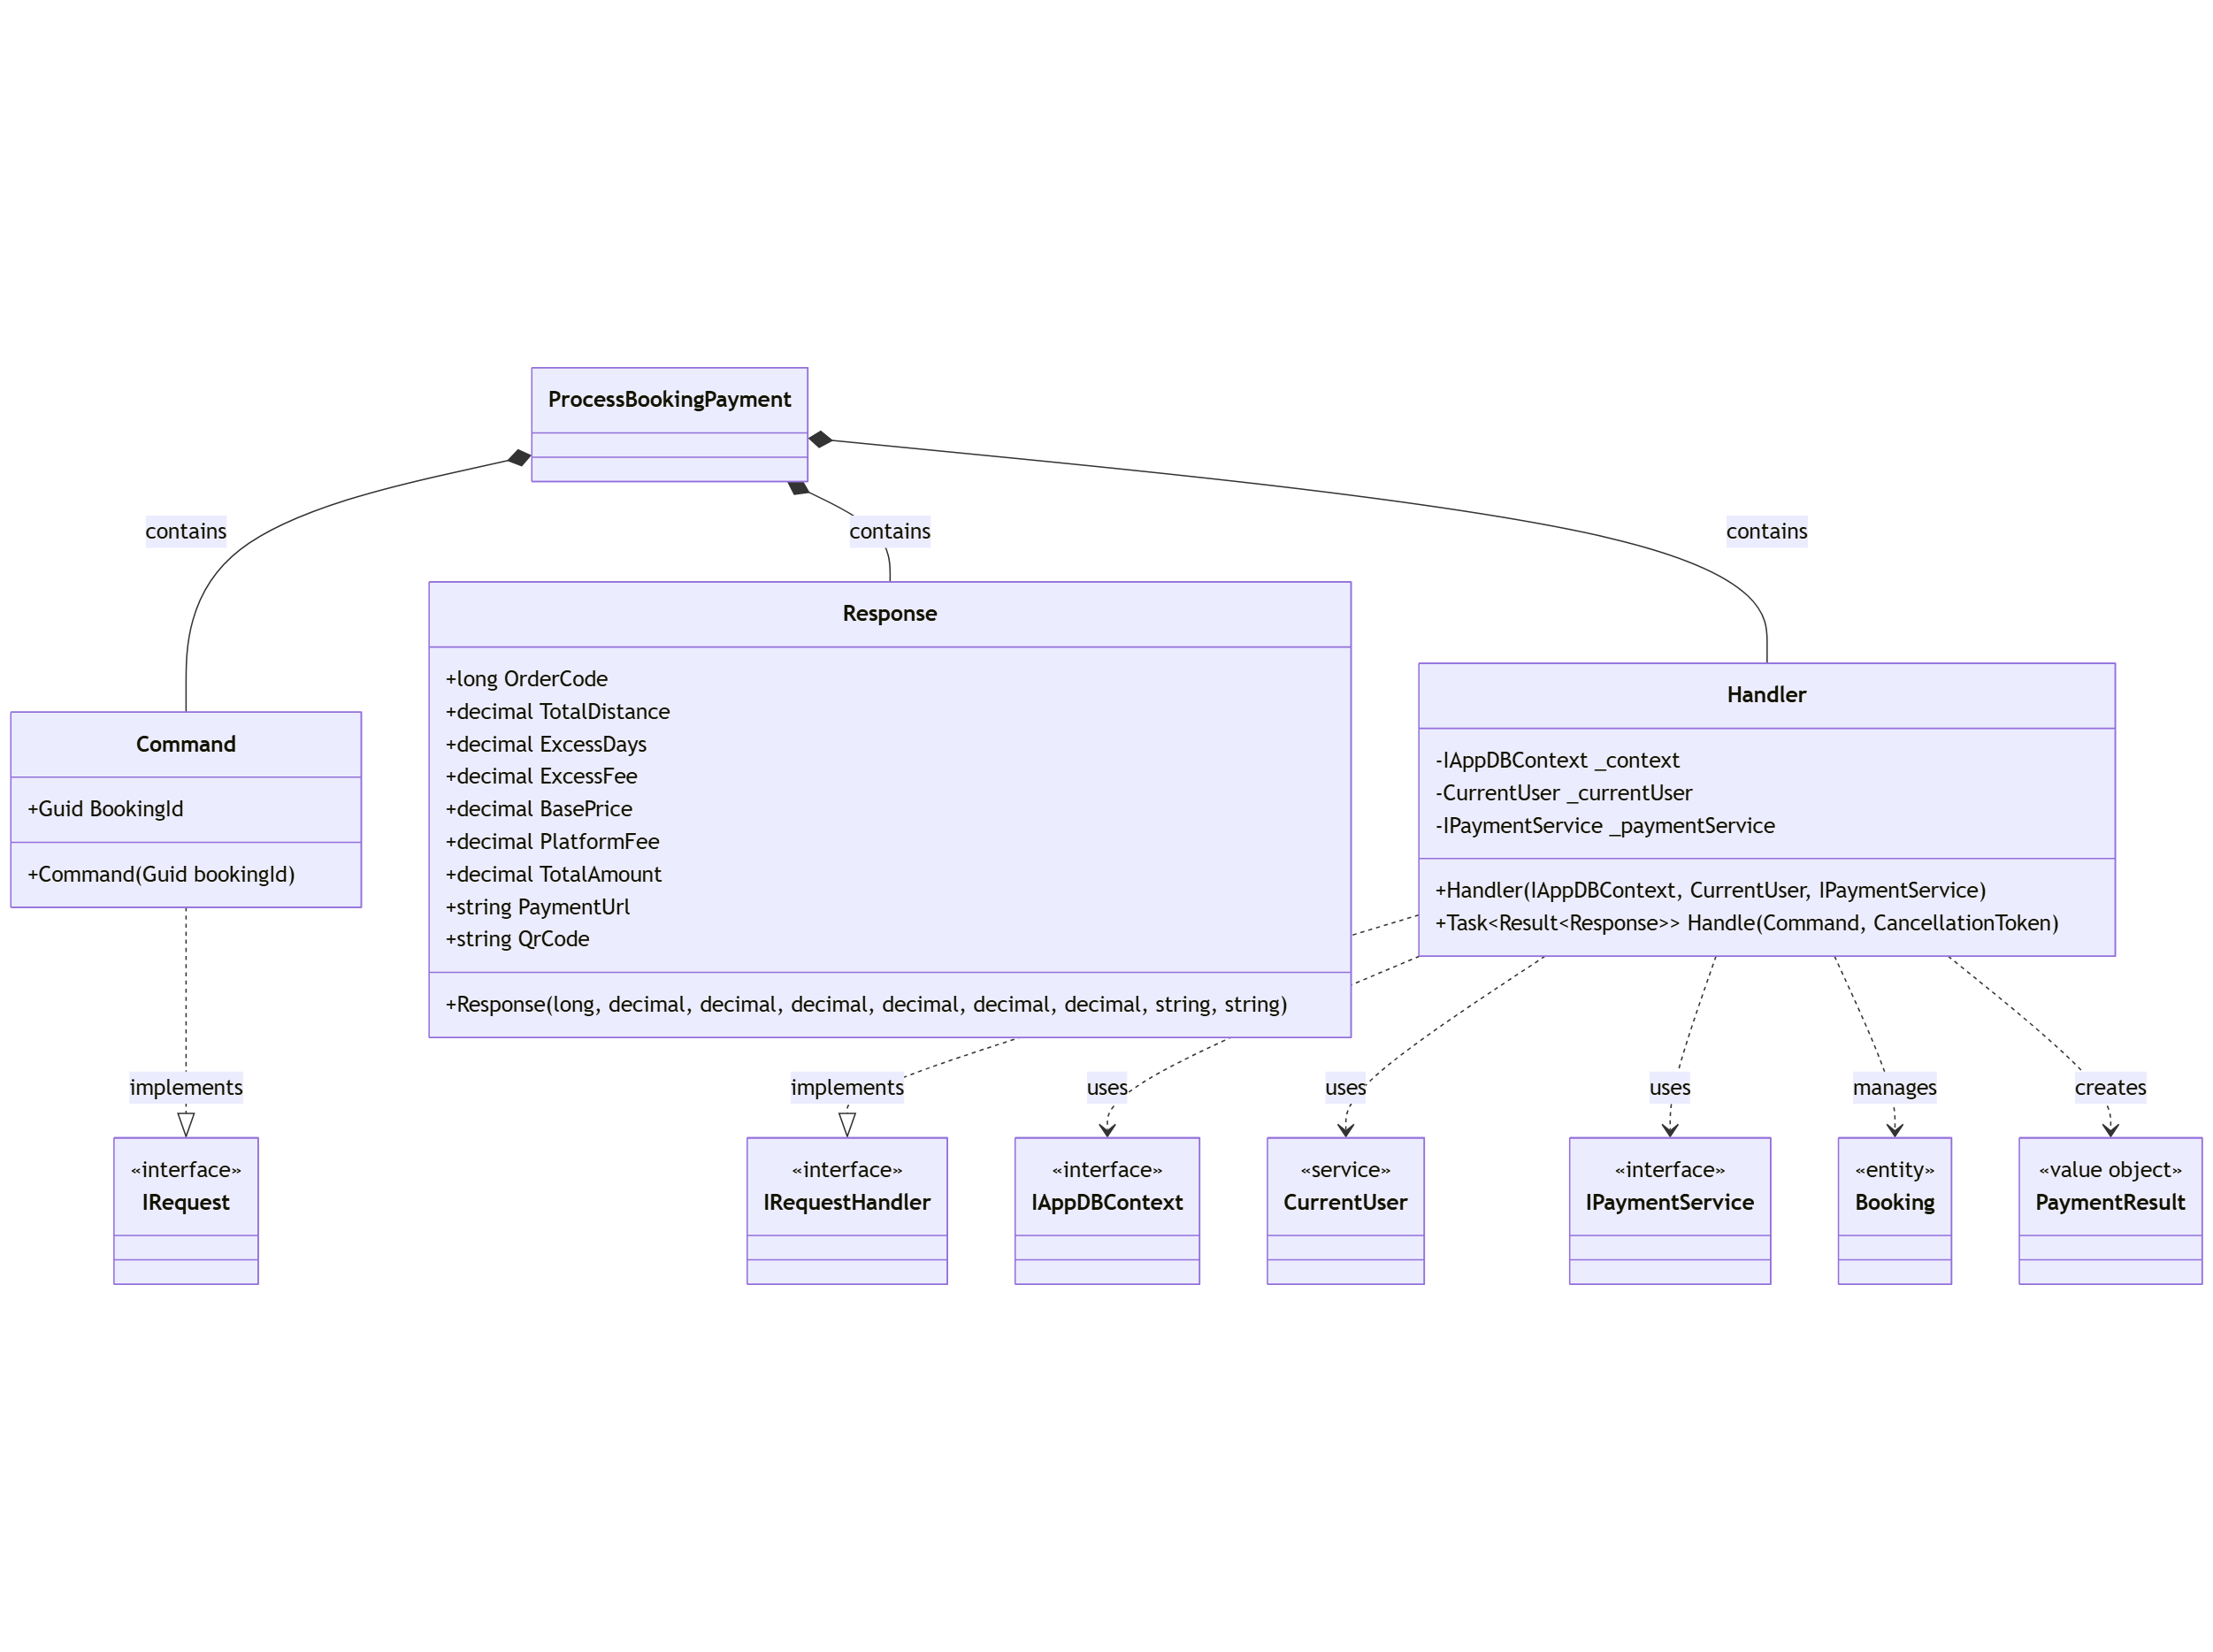 ProcessBookingPayment
contains
contains
contains
Response
+long OrderCode
+decimal TotalDistance
+decimal ExcessDays
+decimal ExcessFee
+decimal BasePrice
+decimal PlatformFee
+decimal TotalAmount
+string PaymentUrl
+string QrCode
+Response(long, decimal, decimal, decimal, decimal, decimal, decimal, string, string)
Handler
-IAppDBContext _context
-CurrentUser _currentUser
-IPaymentService _paymentService
+Handler(IAppDBContext, CurrentUser, IPaymentService)
+Task<Result<Response>> Handle(Command, CancellationToken)
Command
+Guid BookingId
+Command(Guid bookingId)
implements
implements
uses
uses
uses
manages
creates
«interface»
IRequest
«interface»
IRequestHandler
«interface»
IAppDBContext
«service»
CurrentUser
«interface»
IPaymentService
«entity»
Booking
«value object»
PaymentResult